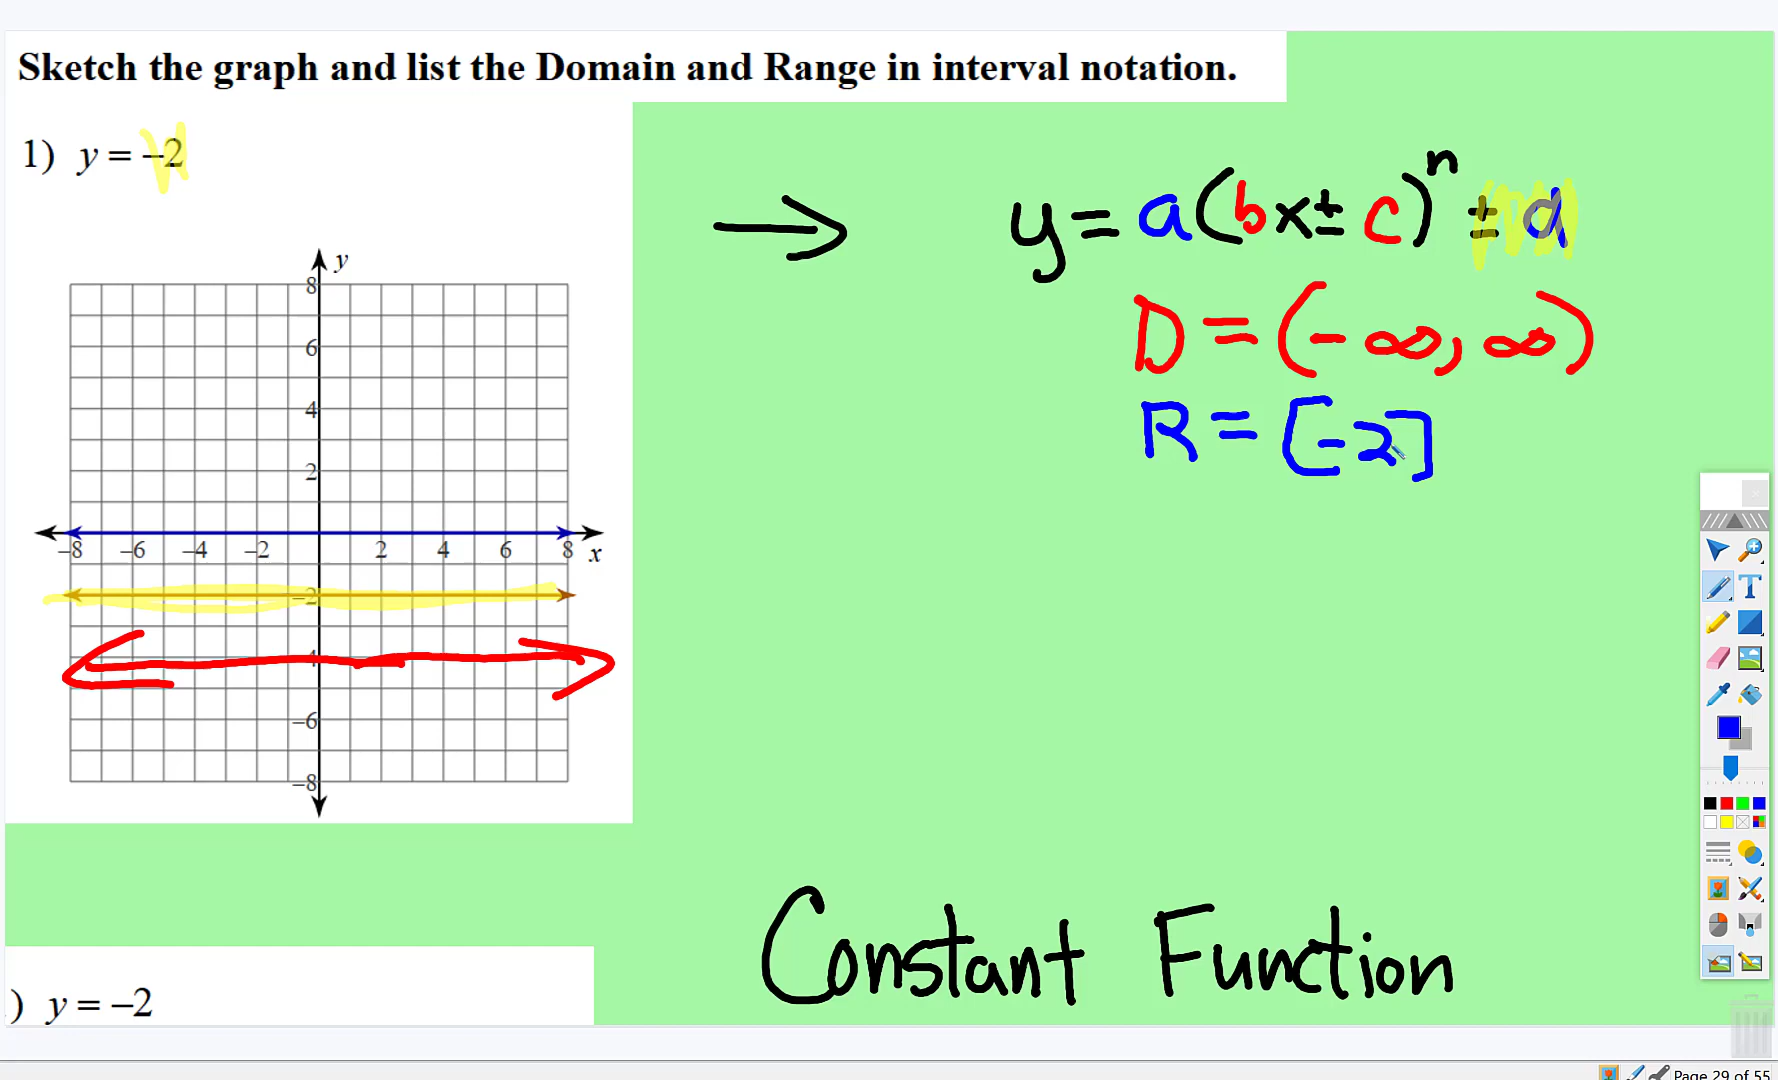 Sketch the graph and list the Domain and Range in interval notation.
1) y = −2
y = a(bx ± c)ⁿ ± d
D = (-∞, ∞)
R = [-2]
y
8
6
4
2
−8 −6 −4 −2 2 4 6 8 x
−2
−6
−8
Constant Function
) y = −2
T
Page 29 of 55